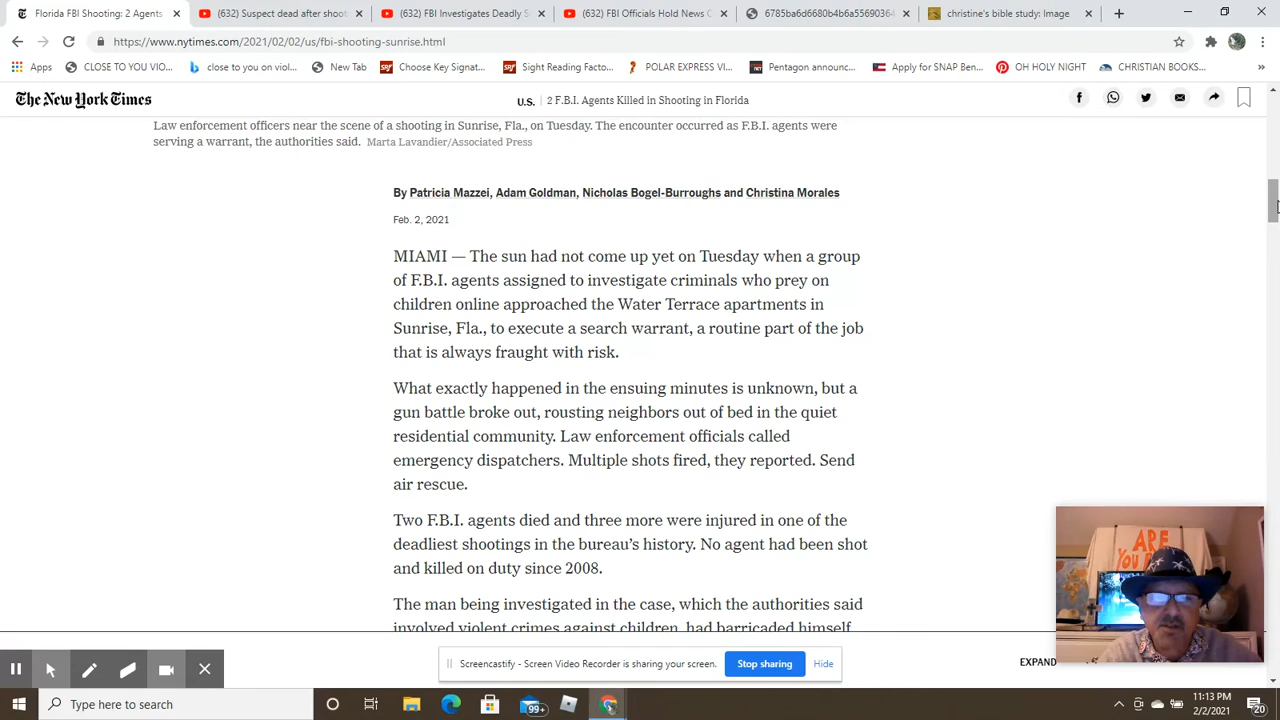 Florida FBI Shooting: 2 Agents
(632) Suspect dead after shoot
(632) FBI Investigates Deadly S
(632) FBI Officials Hold News C
6785ba6d6680b4b6a55690364
christine's bible study: Image
https://www.nytimes.com/2021/02/02/us/fbi-shooting-sunrise.html
Apps
CLOSE TO YOU VIO...
close to you on viol...
New Tab
Choose Key Signat...
Sight Reading Facto...
POLAR EXPRESS VI...
Pentagon announc...
Apply for SNAP Ben...
OH HOLY NIGHT
CHRISTIAN BOOKS...
»
The New York Times
U.S. | 2 F.B.I. Agents Killed in Shooting in Florida
Law enforcement officers near the scene of a shooting in Sunrise, Fla., on Tuesday. The encounter occurred as F.B.I. agents were
serving a warrant, the authorities said. Marta Lavandier/Associated Press
By Patricia Mazzei, Adam Goldman, Nicholas Bogel-Burroughs and Christina Morales
Feb. 2, 2021
MIAMI — The sun had not come up yet on Tuesday when a group
of F.B.I. agents assigned to investigate criminals who prey on
children online approached the Water Terrace apartments in
Sunrise, Fla., to execute a search warrant, a routine part of the job
that is always fraught with risk.
What exactly happened in the ensuing minutes is unknown, but a
gun battle broke out, rousting neighbors out of bed in the quiet
residential community. Law enforcement officials called
emergency dispatchers. Multiple shots fired, they reported. Send
air rescue.
Two F.B.I. agents died and three more were injured in one of the
deadliest shootings in the bureau's history. No agent had been shot
and killed on duty since 2008.
The man being investigated in the case, which the authorities said
involved violent crimes against children, had barricaded himself
ARE
YOU
Screencastify - Screen Video Recorder is sharing your screen.
Stop sharing
Hide
EXPAND
Type here to search
99+
11:13 PM
2/2/2021
20